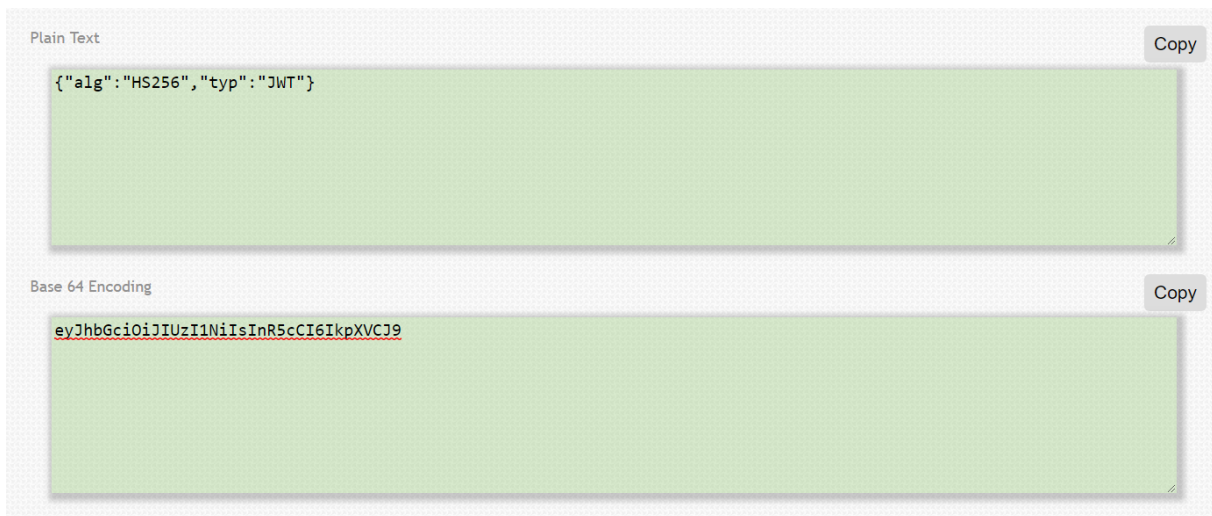 Plain Text
Copy
{"alg":"HS256","typ":"JWT"}
Base 64 Encoding
Copy
eyJhbGciOiJIUzI1NiIsInR5cCI6IkpXVCJ9